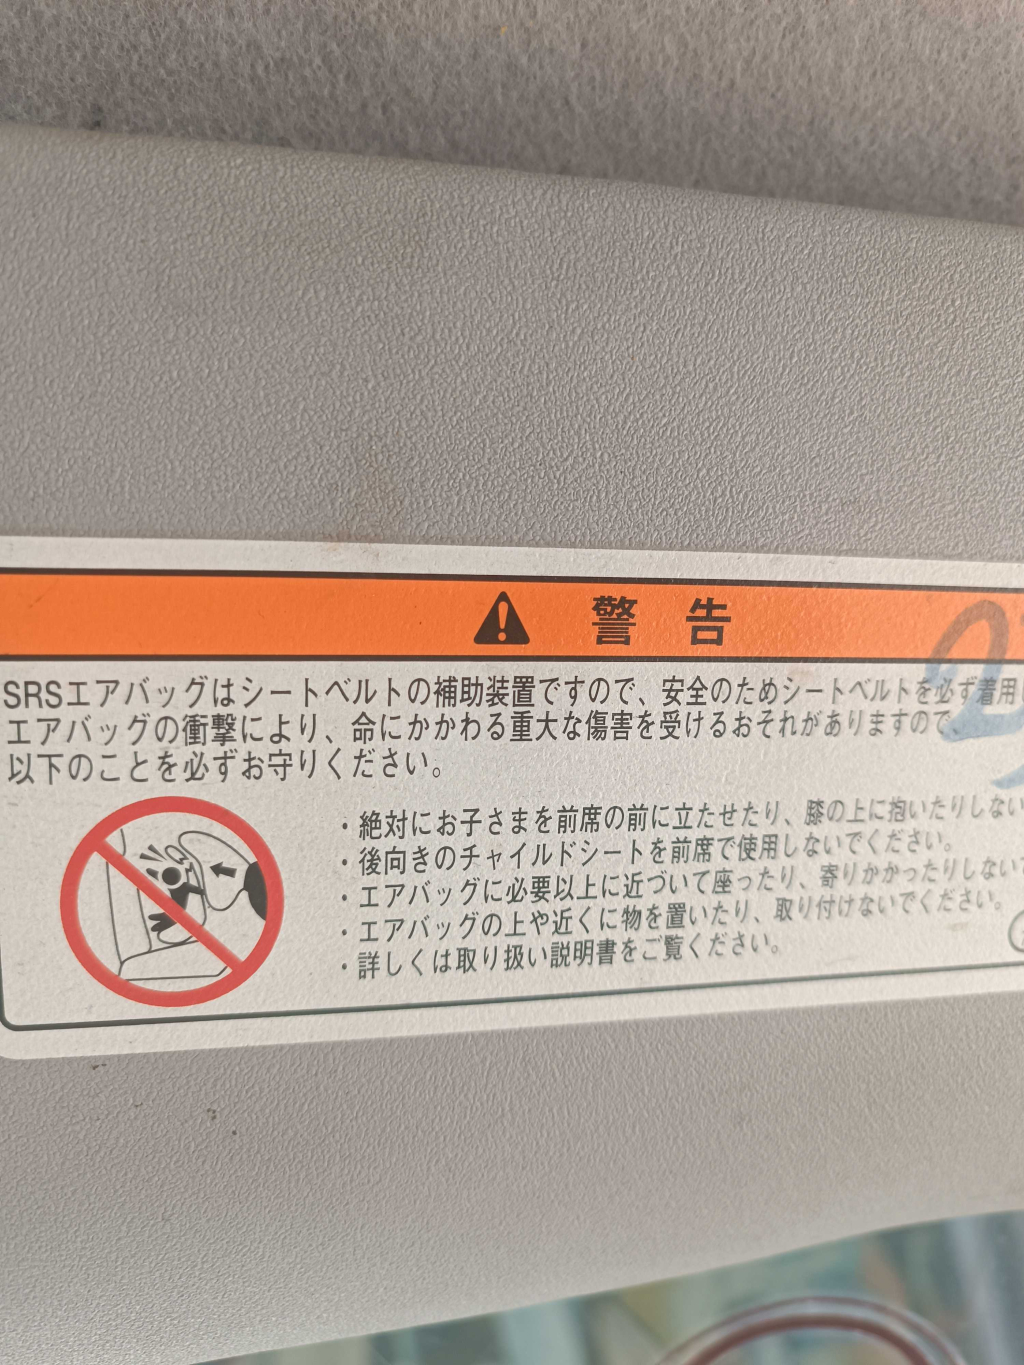 警告
SRSエアバッグはシートベルトの補助装置ですので、安全のためシートベルトを必ず着用し
エアバッグの衝撃により、命にかかわる重大な傷害を受けるおそれがありますので、
以下のことを必ずお守りください。
・絶対にお子さまを前席の前に立たせたり、膝の上に抱いたりしない
・後向きのチャイルドシートを前席で使用しないでください。
・エアバッグに必要以上に近づいて座ったり、寄りかかったりしないで
・エアバッグの上や近くに物を置いたり、取り付けないでください。
・詳しくは取り扱い説明書をご覧ください。